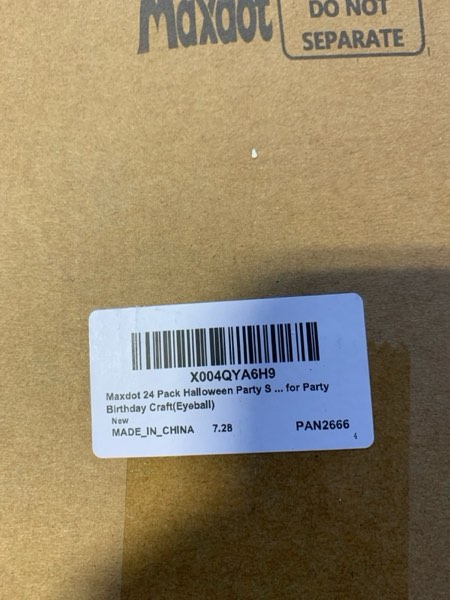 Maxdot
DO NOT
SEPARATE
X004QYA6H9
Maxdot 24 Pack Halloween Party S ... for Party
Birthday Craft(Eyeball)
New
MADE_IN_CHINA 7.28 PAN2666
4